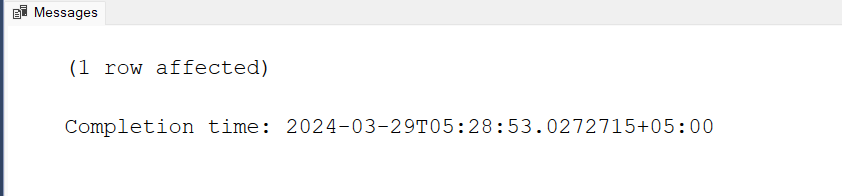 Messages
(1 row affected)
Completion time: 2024-03-29T05:28:53.0272715+05:00